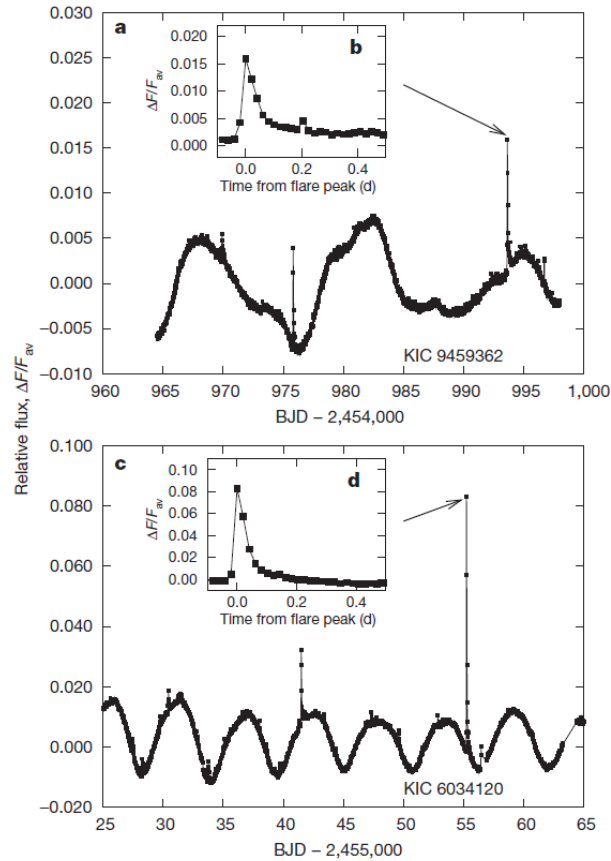 a
b
0.030
0.025
0.020
0.015
0.010
0.005
0.000
−0.005
−0.010
ΔF/Fav
0.020
0.015
0.010
0.005
0.000
0.0 0.2 0.4
Time from flare peak (d)
KIC 9459362
960 965 970 975 980 985 990 995 1,000
BJD − 2,454,000
Relative flux, ΔF/Fav
c
d
0.100
0.080
0.060
0.040
0.020
0.000
−0.020
ΔF/Fav
0.10
0.08
0.06
0.04
0.02
0.00
0.0 0.2 0.4
Time from flare peak (d)
KIC 6034120
25 30 35 40 45 50 55 60 65
BJD − 2,455,000